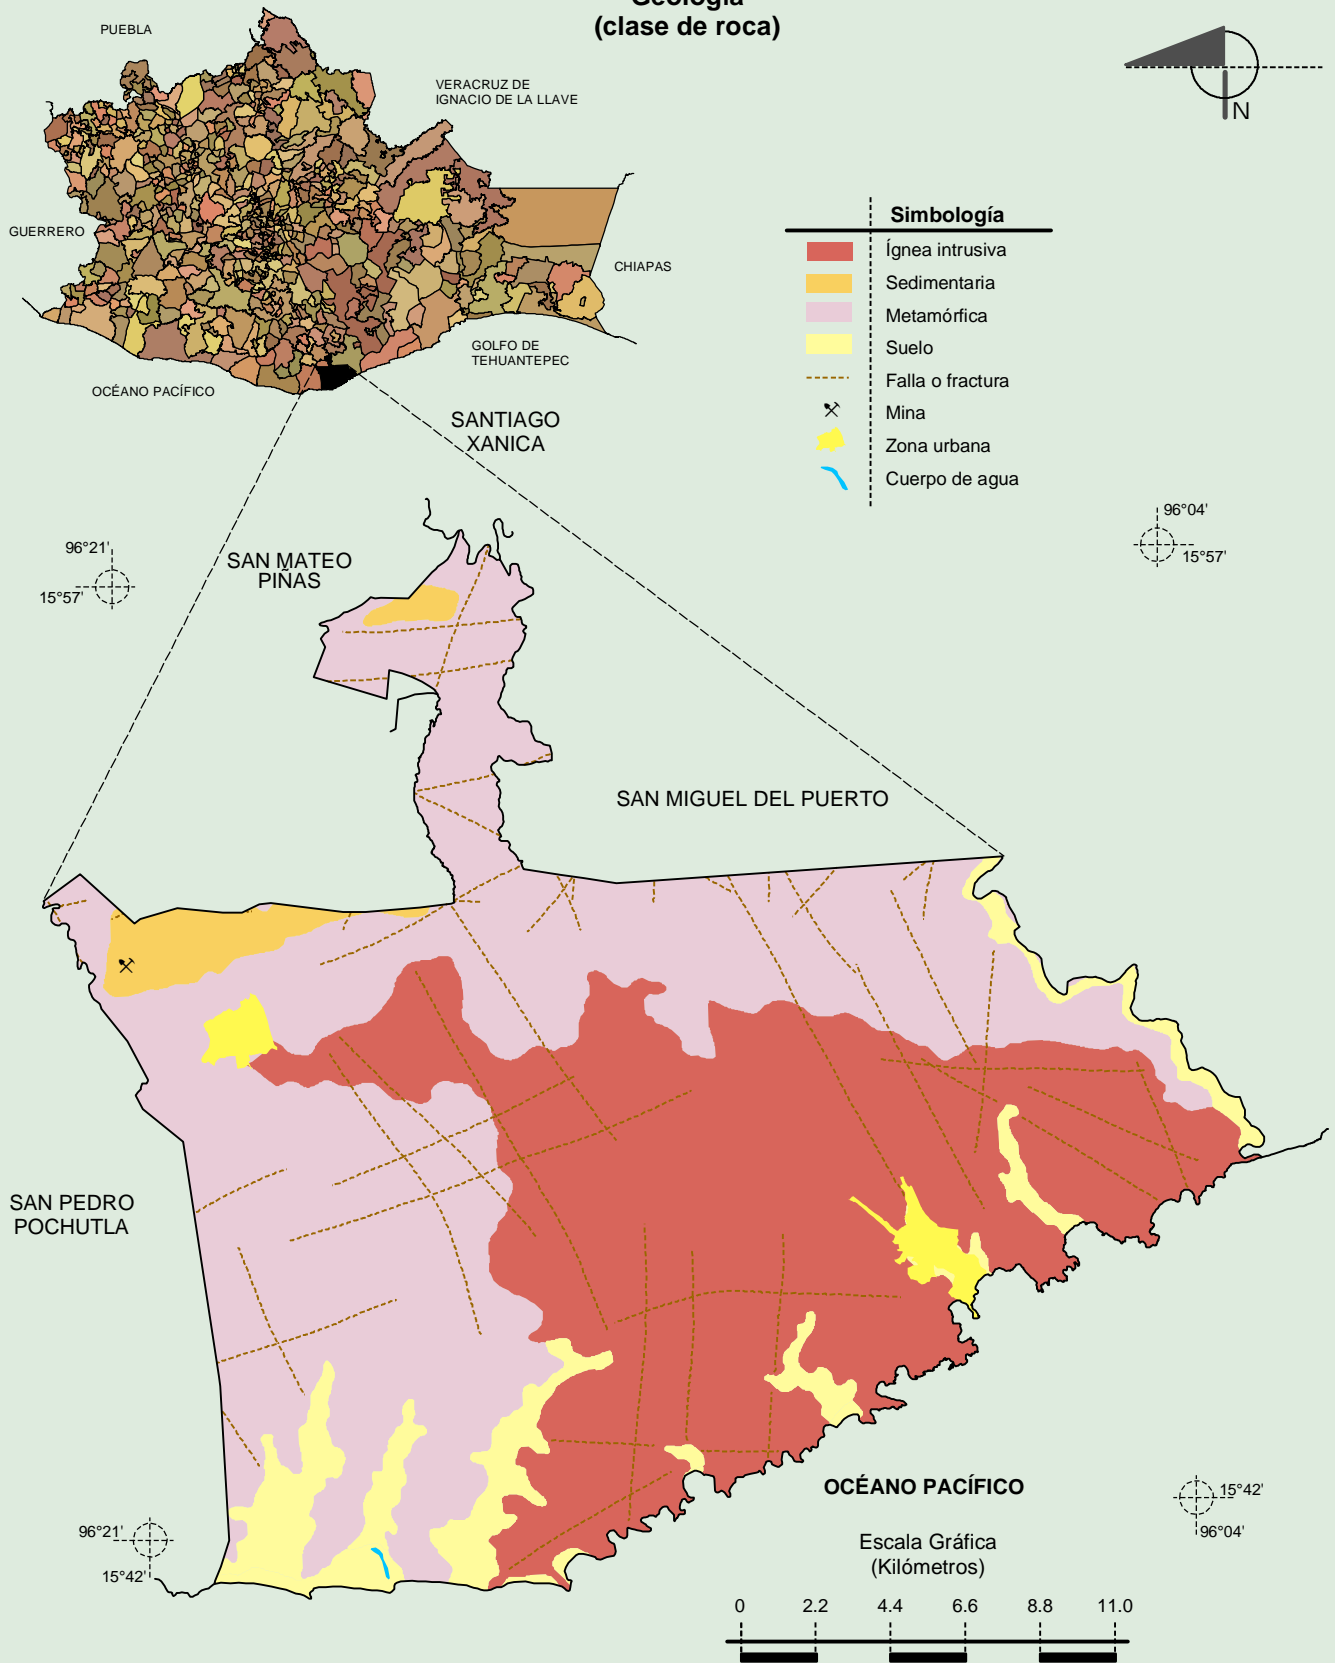 Geología
(clase de roca)
PUEBLA
VERACRUZ DE
IGNACIO DE LA LLAVE
N
GUERRERO
CHIAPAS
GOLFO DE
TEHUANTEPEC
OCÉANO PACÍFICO
Simbología
Ígnea intrusiva
Sedimentaria
Metamórfica
Suelo
Falla o fractura
Mina
Zona urbana
Cuerpo de agua
SANTIAGO
XANICA
96°21'
15°57'
SAN MATEO
PIÑAS
96°04'
15°57'
SAN MIGUEL DEL PUERTO
SAN PEDRO
POCHUTLA
OCÉANO PACÍFICO
96°21'
15°42'
15°42'
96°04'
Escala Gráfica
(Kilómetros)
0 2.2 4.4 6.6 8.8 11.0